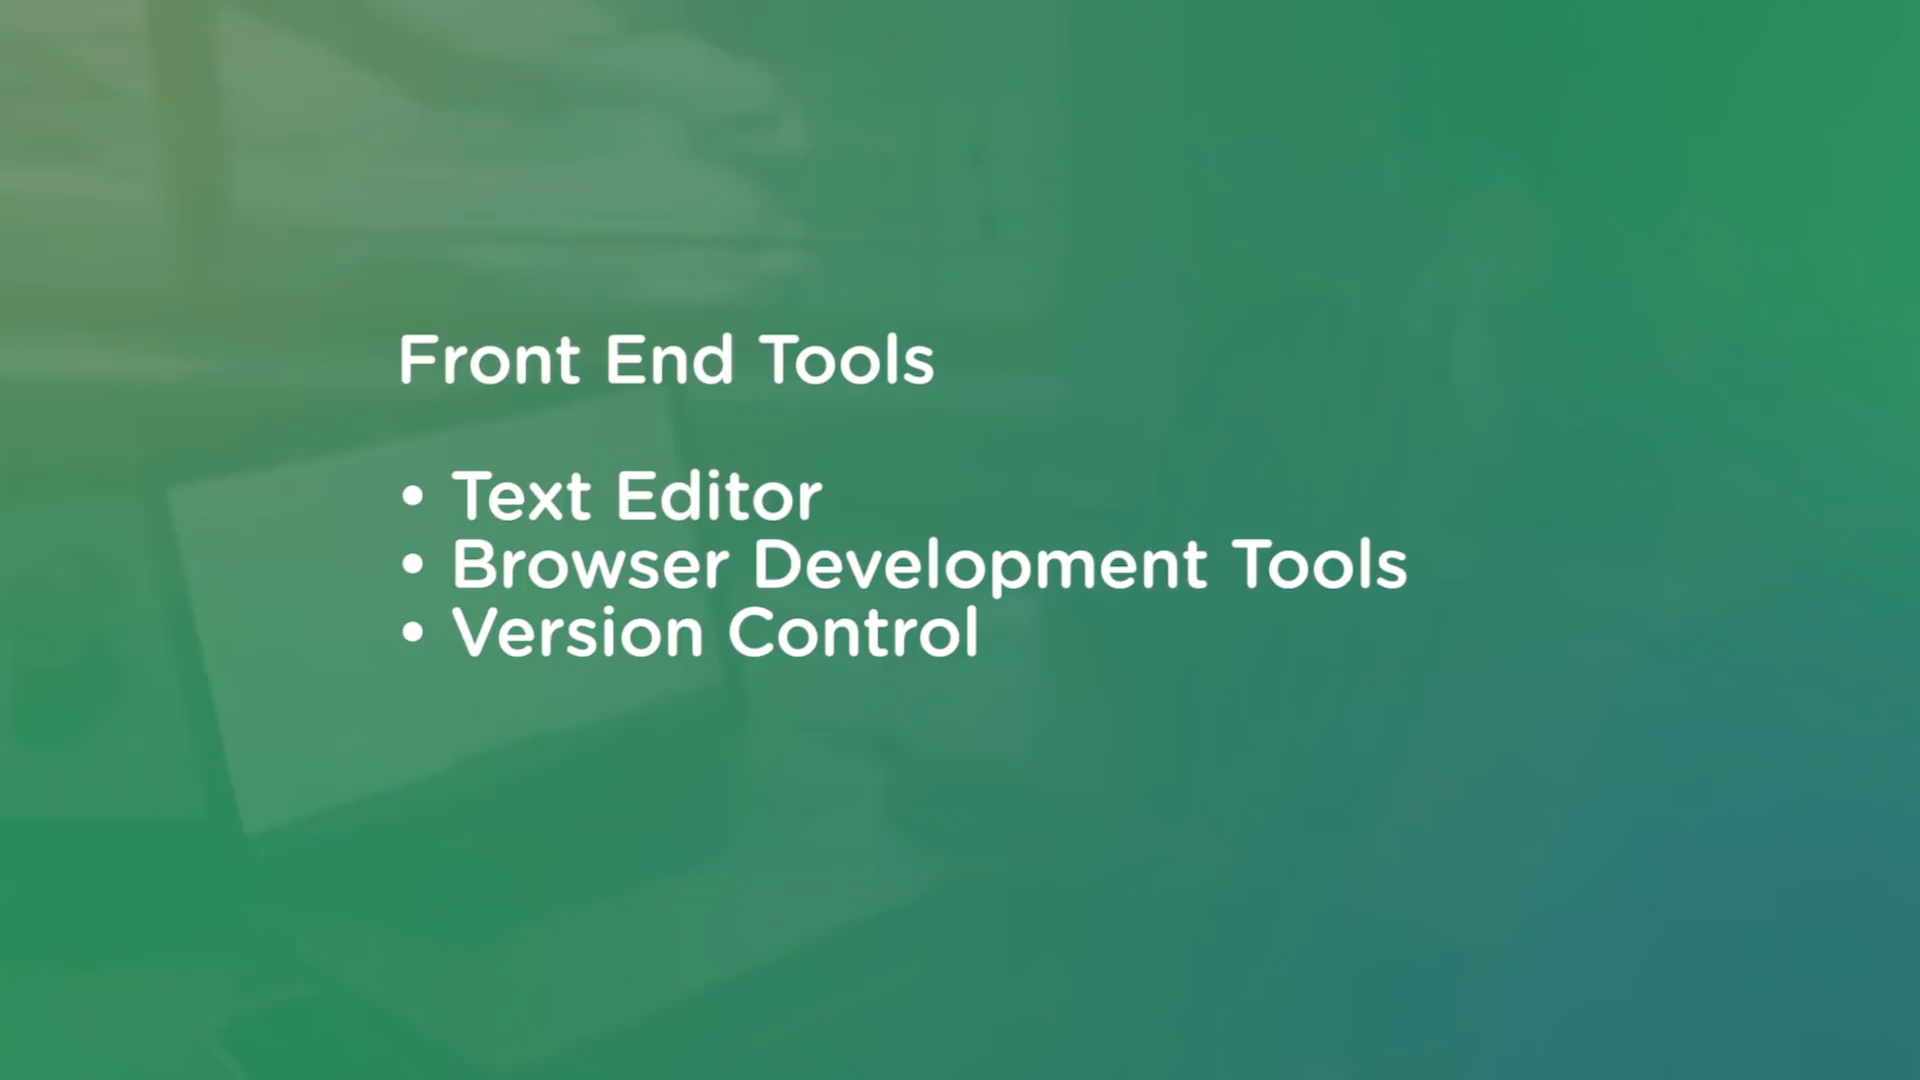 Front End Tools
• Text Editor
• Browser Development Tools
• Version Control